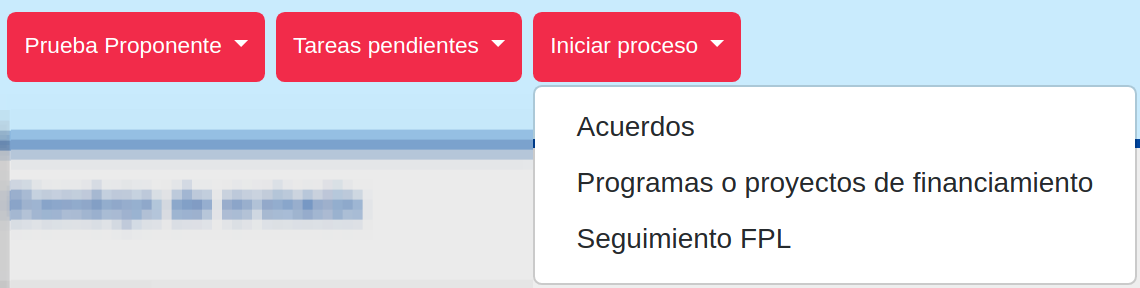 Prueba Proponente
Tareas pendientes
Iniciar proceso
Acuerdos
Programas o proyectos de financiamiento
Seguimiento FPL